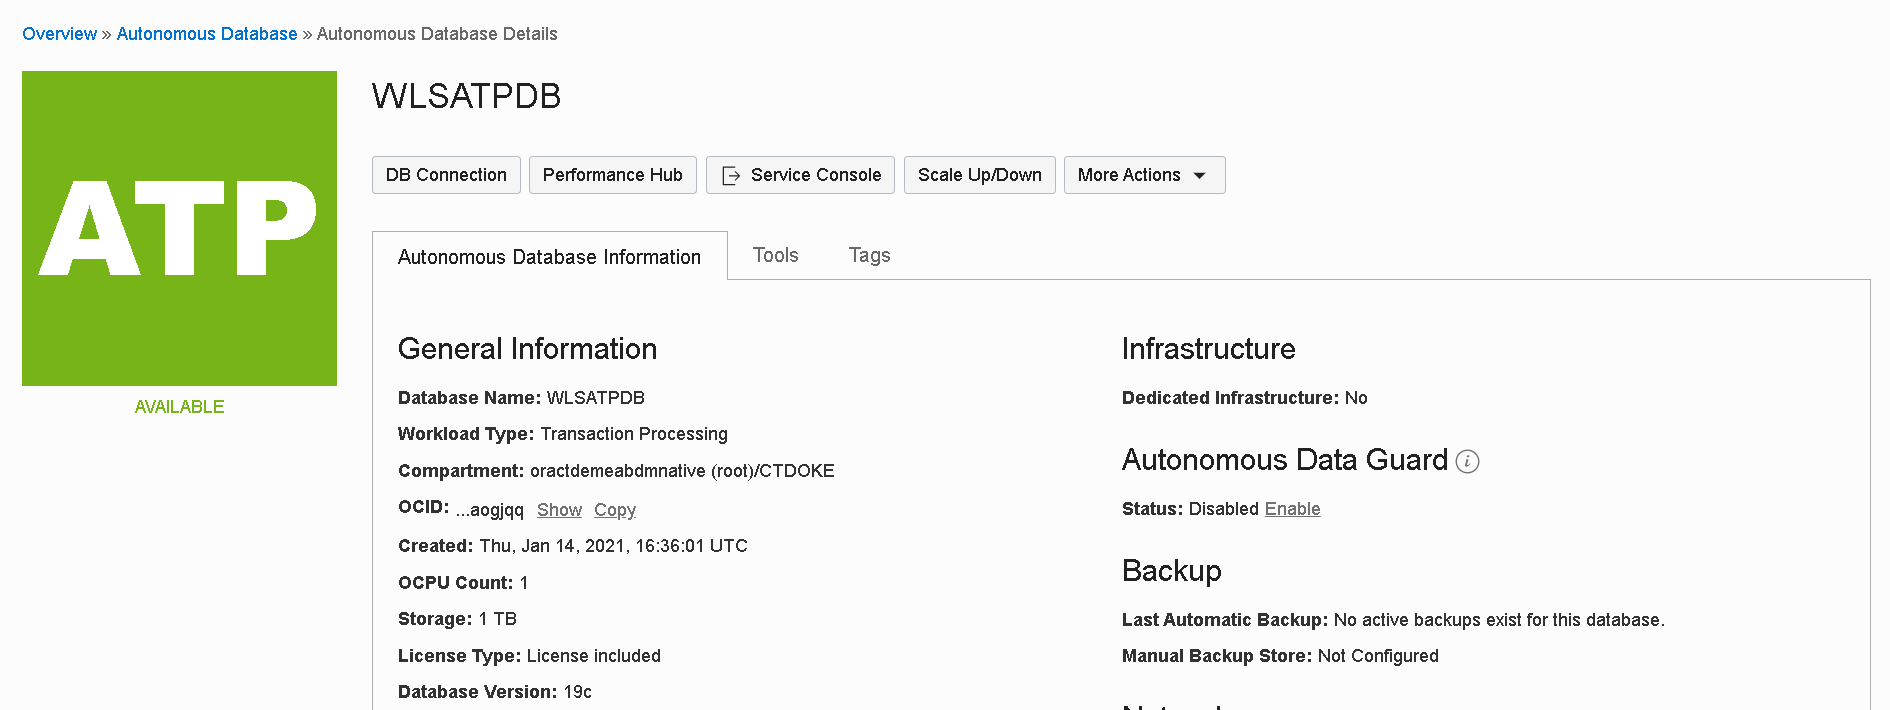 Overview » Autonomous Database » Autonomous Database Details
ATP
AVAILABLE
WLSATPDB
DB Connection Performance Hub Service Console Scale Up/Down More Actions
Autonomous Database Information Tools Tags
General Information
Database Name: WLSATPDB
Workload Type: Transaction Processing
Compartment: oractdemeabdmnative (root)/CTDOKE
OCID: ...aogjqq Show Copy
Created: Thu, Jan 14, 2021, 16:36:01 UTC
OCPU Count: 1
Storage: 1 TB
License Type: License included
Database Version: 19c
Infrastructure
Dedicated Infrastructure: No
Autonomous Data Guard i
Status: Disabled Enable
Backup
Last Automatic Backup: No active backups exist for this database.
Manual Backup Store: Not Configured